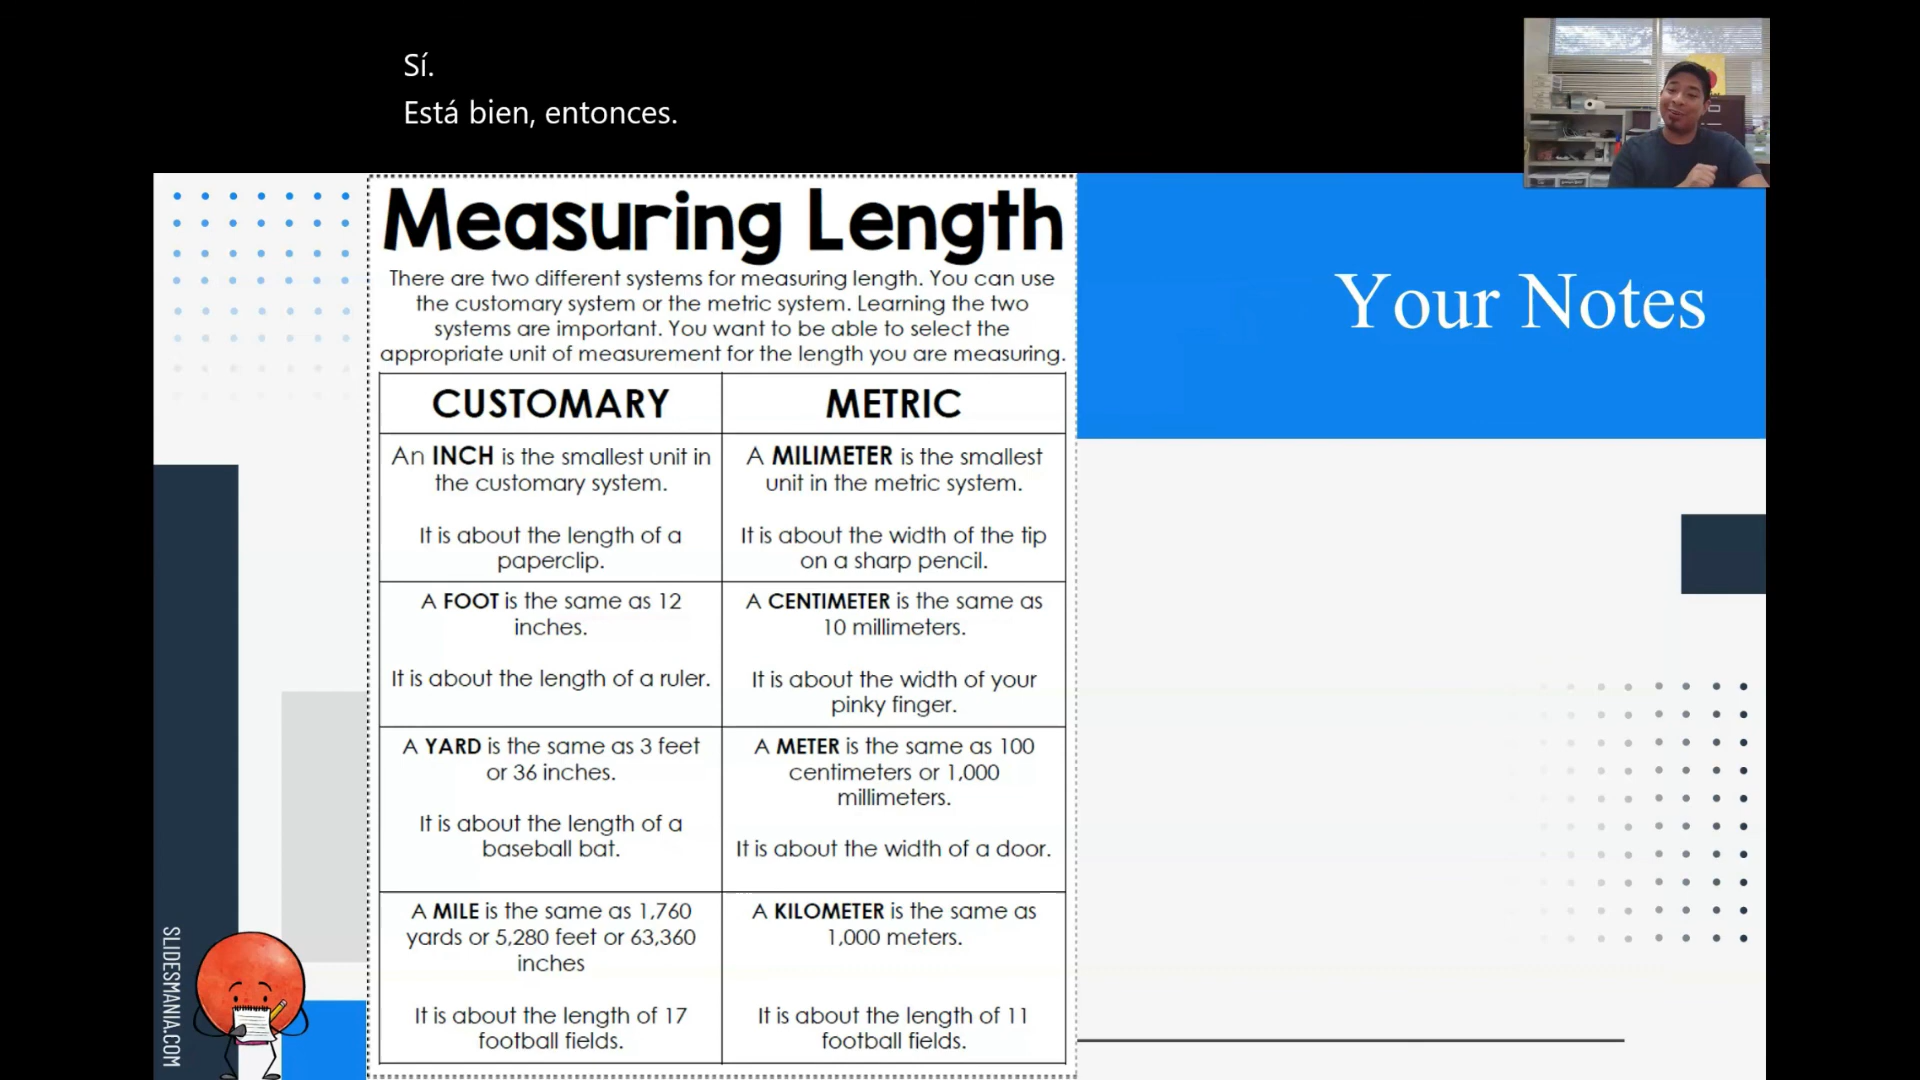 Sí.
Está bien, entonces.
Measuring Length
There are two different systems for measuring length. You can use
the customary system or the metric system. Learning the two
systems are important. You want to be able to select the
appropriate unit of measurement for the length you are measuring.
CUSTOMARY
An INCH is the smallest unit in
the customary system.
It is about the length of a
paperclip.
A FOOT is the same as 12
inches.
It is about the length of a ruler.
A YARD is the same as 3 feet
or 36 inches.
It is about the length of a
baseball bat.
A MILE is the same as 1,760
yards or 5,280 feet or 63,360
inches
It is about the length of 17
football fields.
METRIC
A MILIMETER is the smallest
unit in the metric system.
It is about the width of the tip
on a sharp pencil.
A CENTIMETER is the same as
10 millimeters.
It is about the width of your
pinky finger.
A METER is the same as 100
centimeters or 1,000
millimeters.
It is about the width of a door.
A KILOMETER is the same as
1,000 meters.
It is about the length of 11
football fields.
Your Notes
SLIDESMANIA.COM